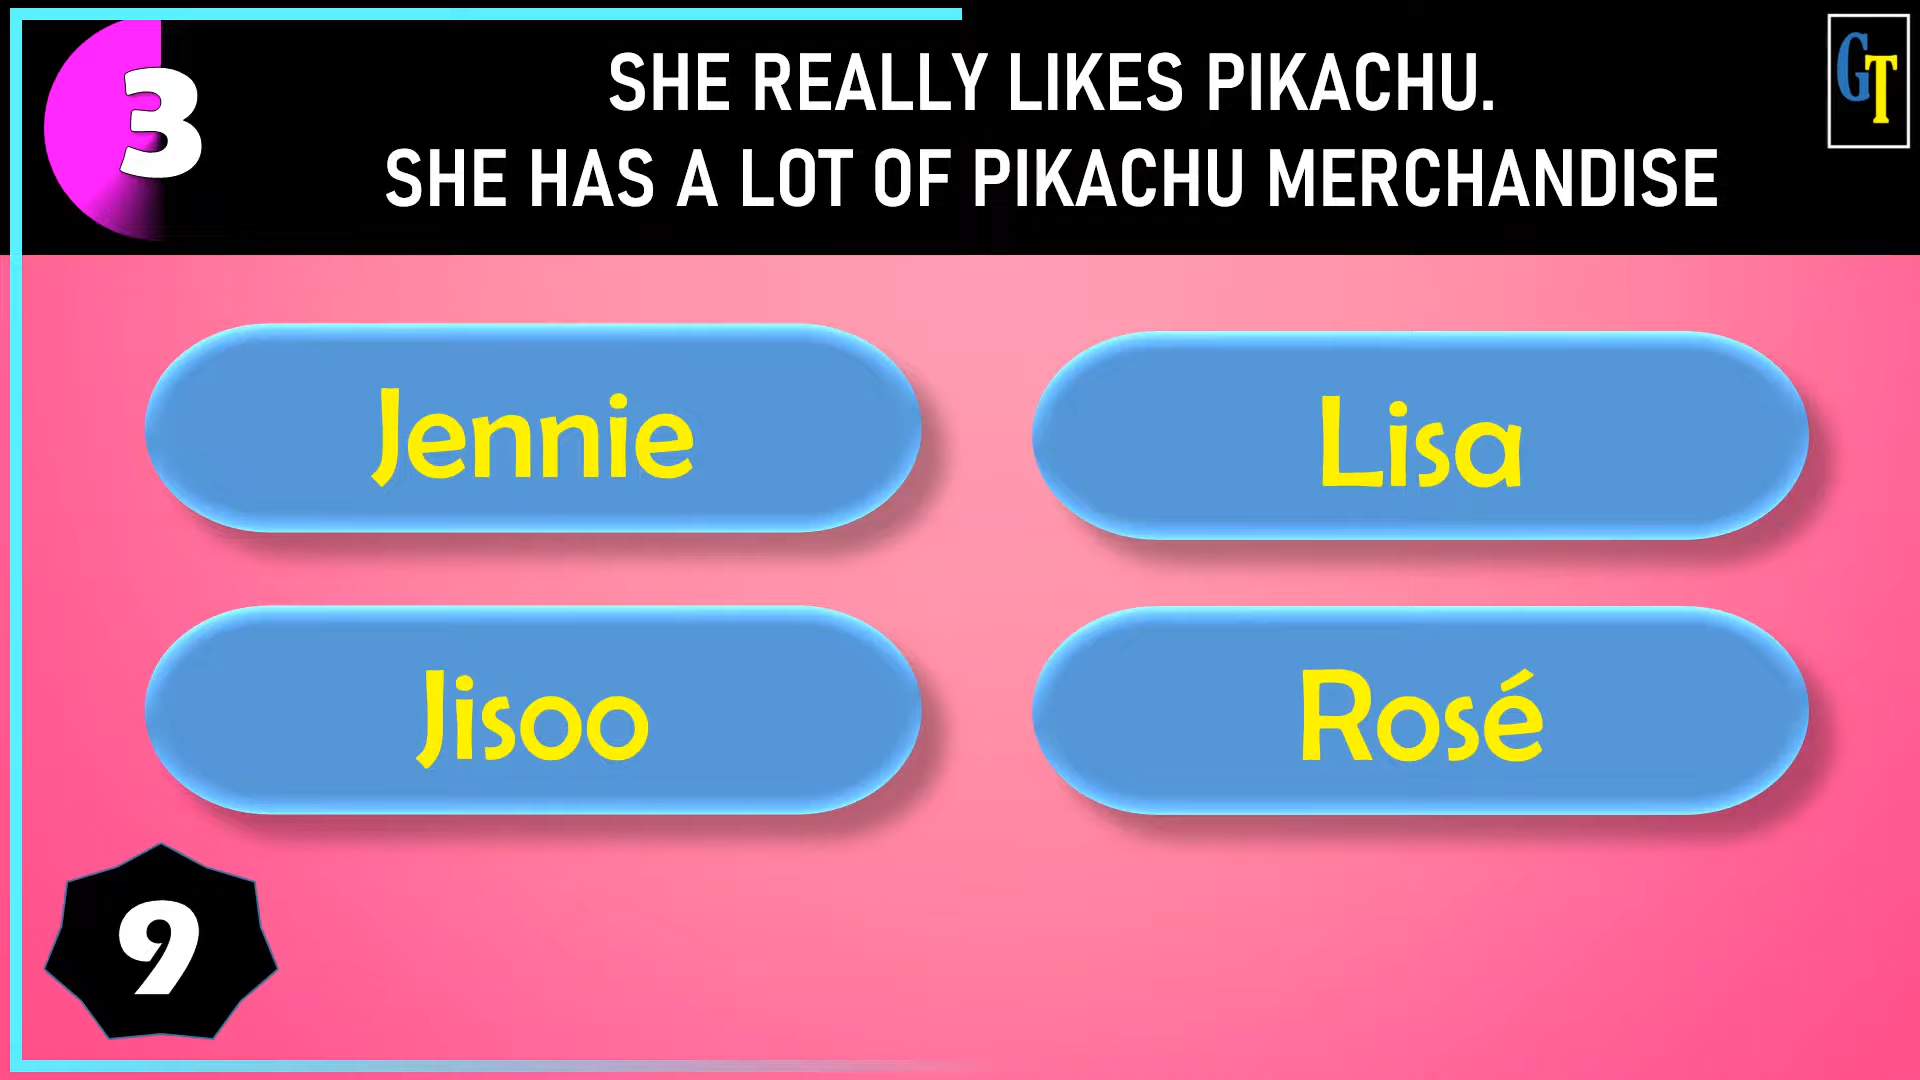 3
SHE REALLY LIKES PIKACHU.
SHE HAS A LOT OF PIKACHU MERCHANDISE
GT
Jennie
Lisa
Jisoo
Rosé
9